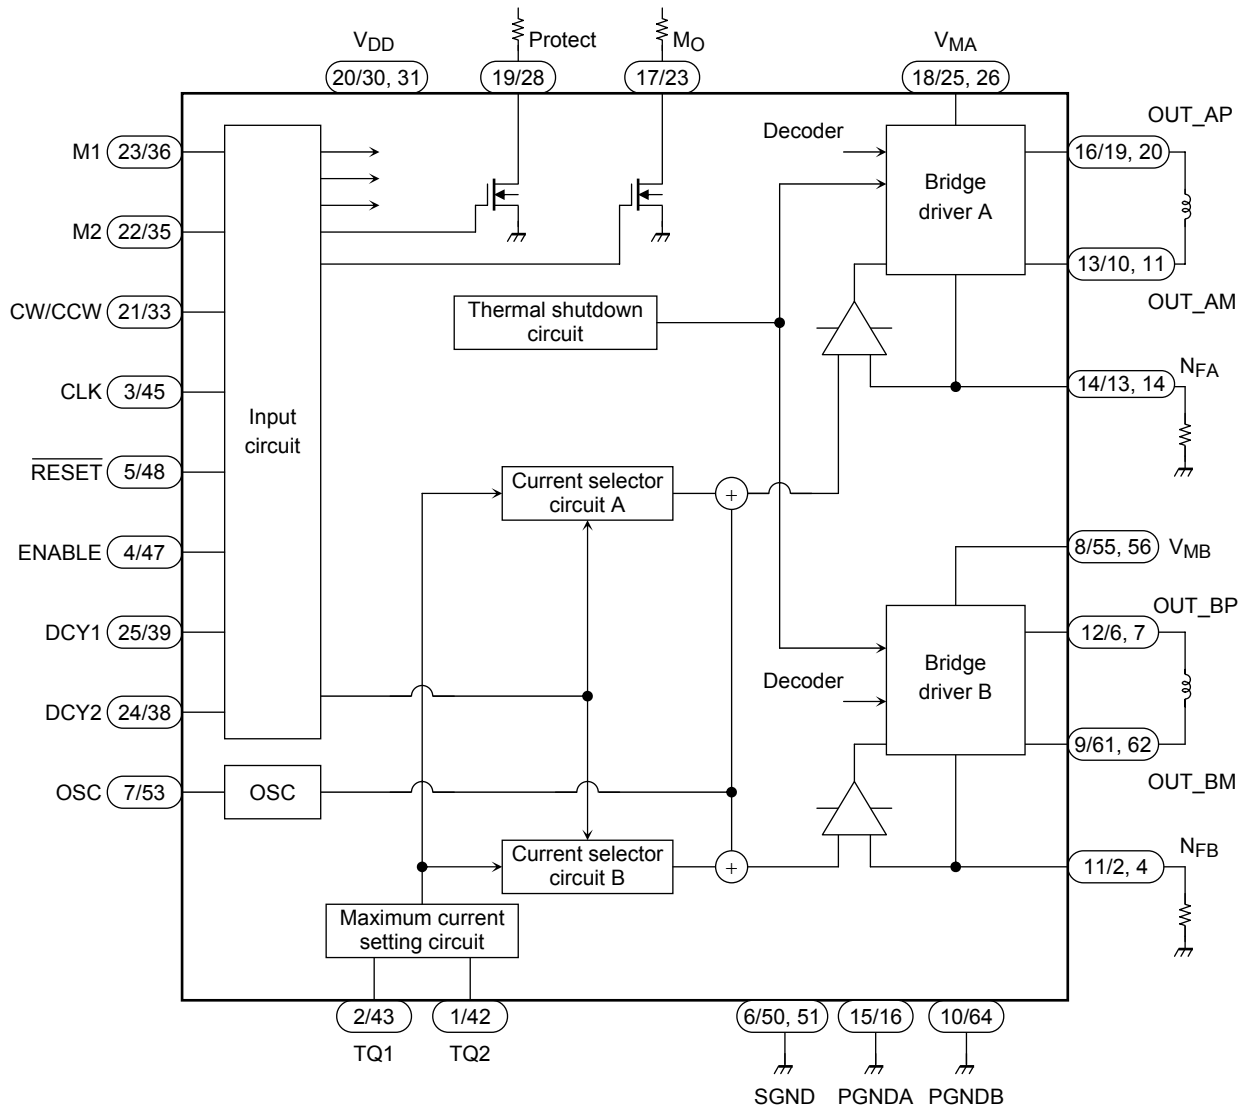 VDD
Protect
MO
VMA
20/30, 31
19/28
17/23
18/25, 26
OUT_AP
M1 23/36
Decoder
16/19, 20
Bridge
driver A
M2 22/35
13/10, 11
OUT_AM
CW/CCW 21/33
Thermal shutdown
circuit
NFA
CLK 3/45
14/13, 14
Input
circuit
RESET 5/48
Current selector
circuit A
+
ENABLE 4/47
8/55, 56 VMB
OUT_BP
DCY1 25/39
12/6, 7
Bridge
driver B
Decoder
DCY2 24/38
9/61, 62
OUT_BM
OSC 7/53
OSC
Current selector
circuit B
+
NFB
11/2, 4
Maximum current
setting circuit
2/43
1/42
6/50, 51
15/16
10/64
TQ1
TQ2
SGND
PGNDA
PGNDB